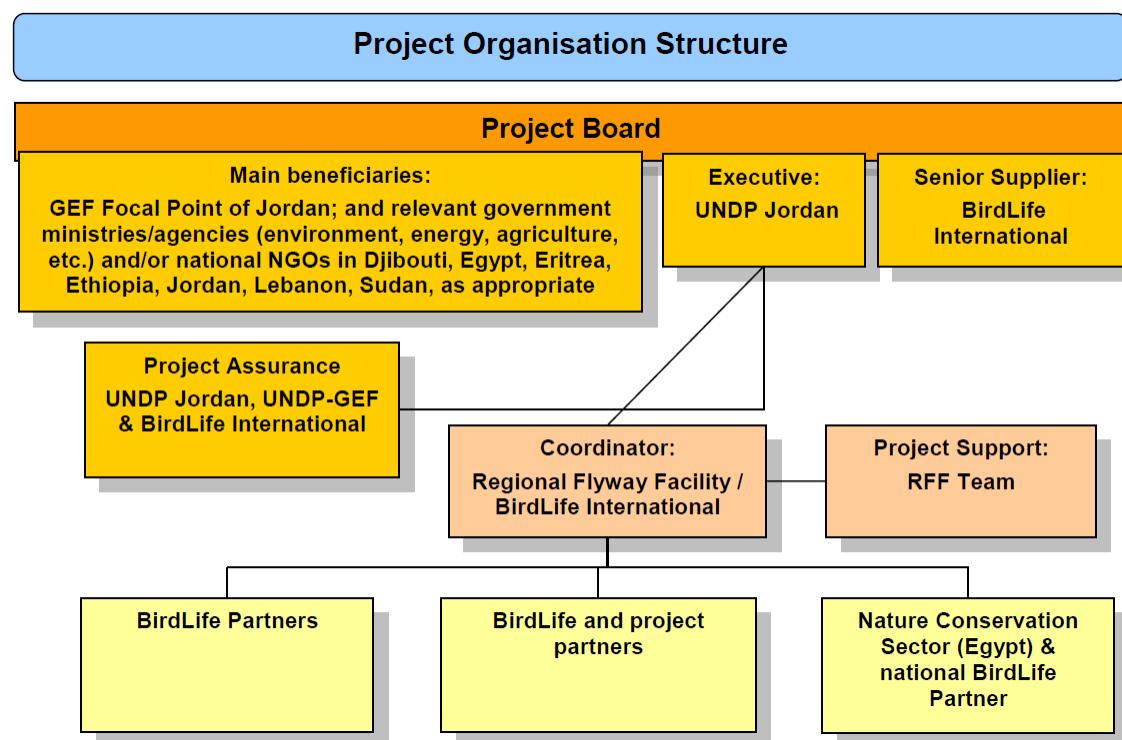 Project Organisation Structure
Project Board
Main beneficiaries:
GEF Focal Point of Jordan; and relevant government
ministries/agencies (environment, energy, agriculture,
etc.) and/or national NGOs in Djibouti, Egypt, Eritrea,
Ethiopia, Jordan, Lebanon, Sudan, as appropriate
Executive:
UNDP Jordan
Senior Supplier:
BirdLife
International
Project Assurance
UNDP Jordan, UNDP-GEF
& BirdLife International
Coordinator:
Regional Flyway Facility /
BirdLife International
Project Support:
RFF Team
BirdLife Partners
BirdLife and project
partners
Nature Conservation
Sector (Egypt) &
national BirdLife
Partner